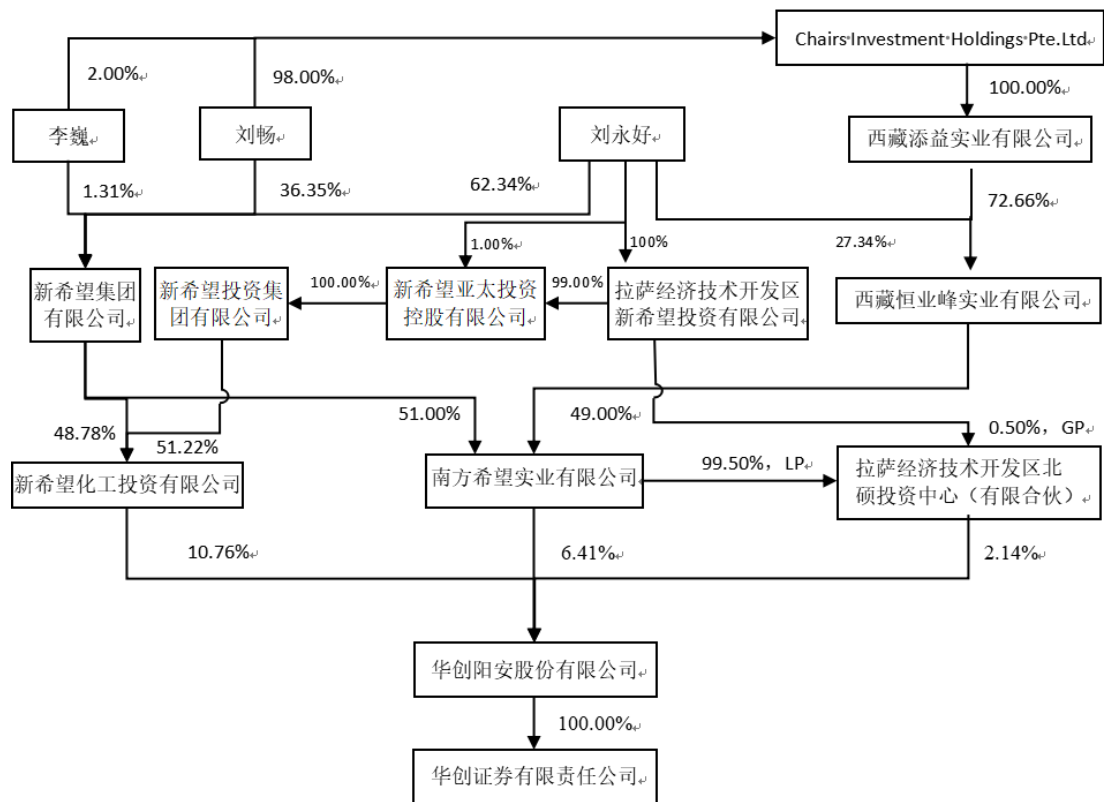 Chairs Investment Holdings Pte.Ltd
2.00%
98.00%
100.00%
李巍
刘畅
刘永好
西藏添益实业有限公司
1.31%
36.35%
62.34%
72.66%
1.00%
100%
27.34%
新希望集团
有限公司
新希望投资集
团有限公司
100.00%
新希望亚太投资
控股有限公司
99.00%
拉萨经济技术开发区
新希望投资有限公司
西藏恒业峰实业有限公司
48.78%
51.22%
51.00%
49.00%
0.50%，GP
新希望化工投资有限公司
南方希望实业有限公司
99.50%，LP
拉萨经济技术开发区北
硕投资中心（有限合伙）
10.76%
6.41%
2.14%
华创阳安股份有限公司
100.00%
华创证券有限责任公司